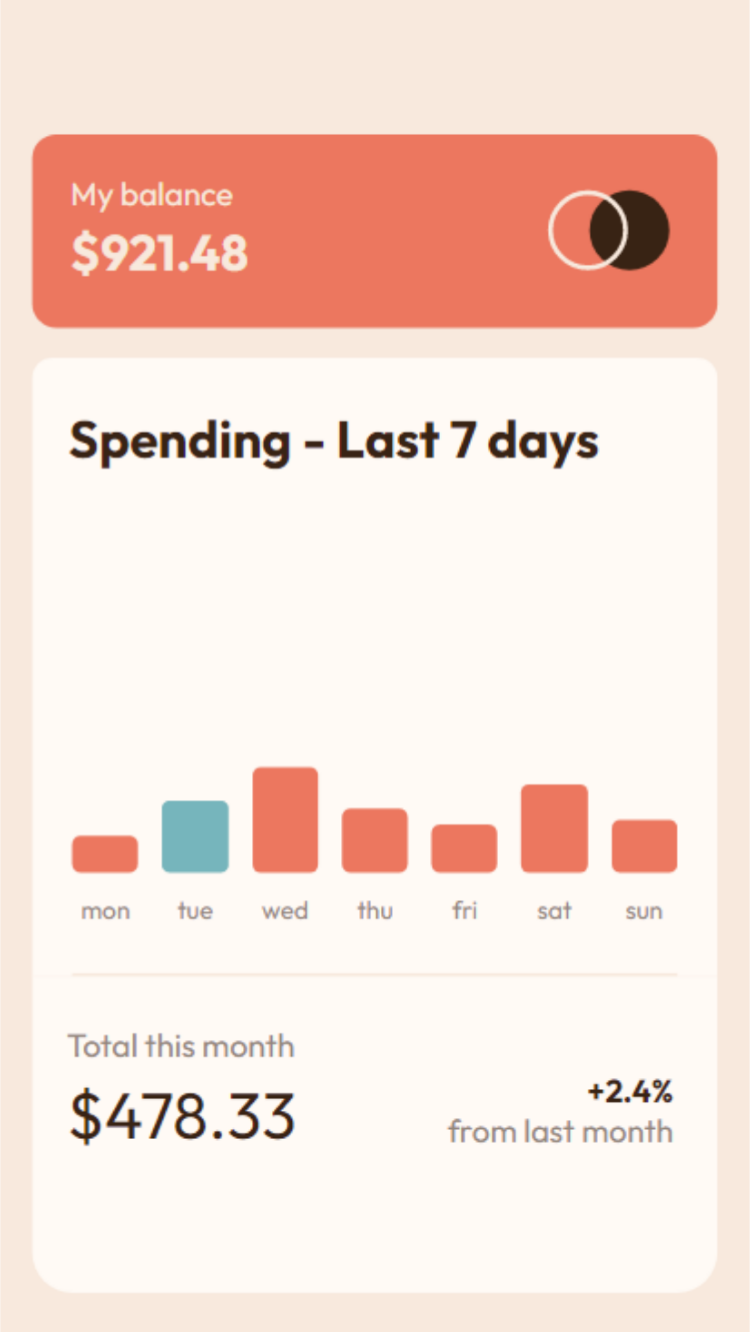 My balance
$921.48
Spending - Last 7 days
mon tue wed thu fri sat sun
Total this month
$478.33
+2.4%
from last month